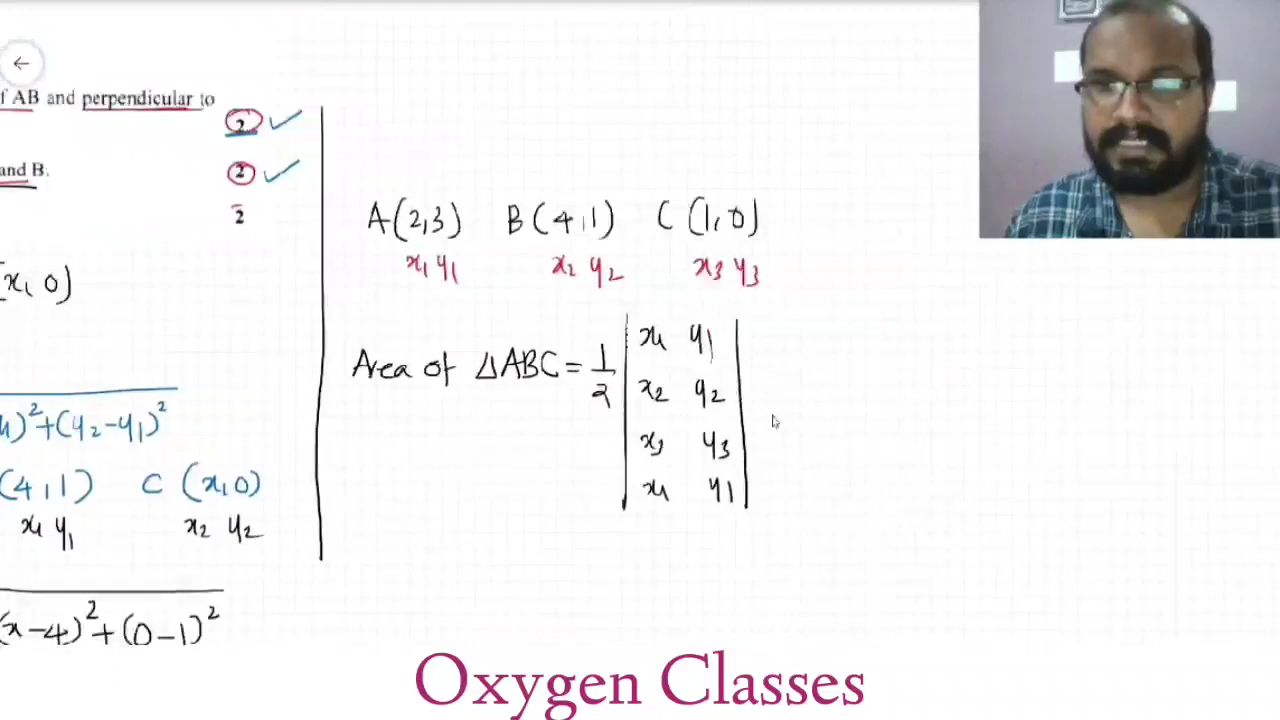 f AB and perpendicular to
2
and B.
2
2
(x, 0)
A(2,3) B(4,1) C(1,0)
x₁ y₁ x₂ y₂ x₃ y₃
Area of △ABC = 1/2 | x₁ y₁
x₂ y₂
x₃ y₃
x₁ y₁ |
)²+(y₂-y₁)²
(4,1) C (x,0)
x₁ y₁ x₂ y₂
(x-4)²+(0-1)²
Oxygen Classes